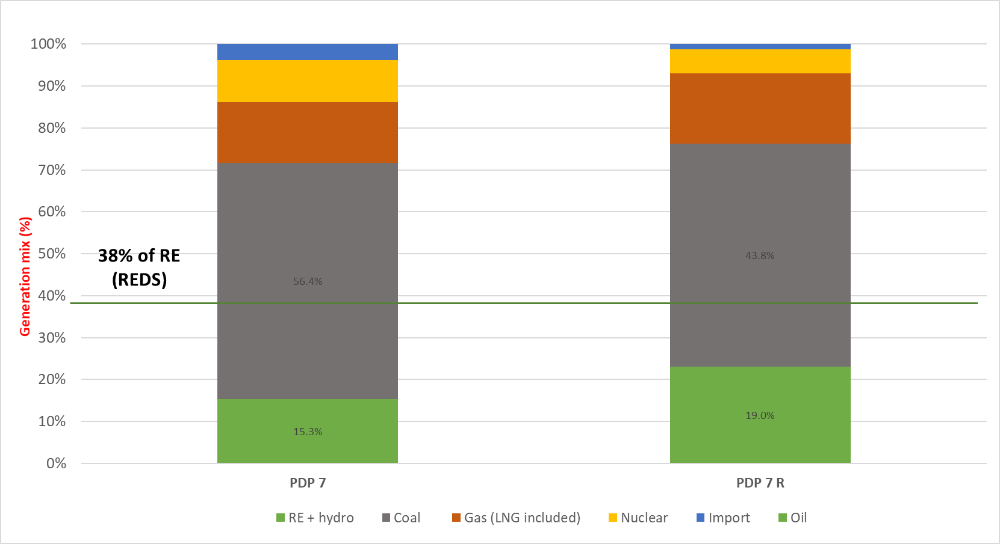 100%
90%
80%
70%
60%
50%
40%
30%
20%
10%
0%
Generation mix (%)
38% of RE
(REDS)
56.4%
15.3%
43.8%
19.0%
PDP 7
PDP 7 R
RE + hydro
Coal
Gas (LNG included)
Nuclear
Import
Oil